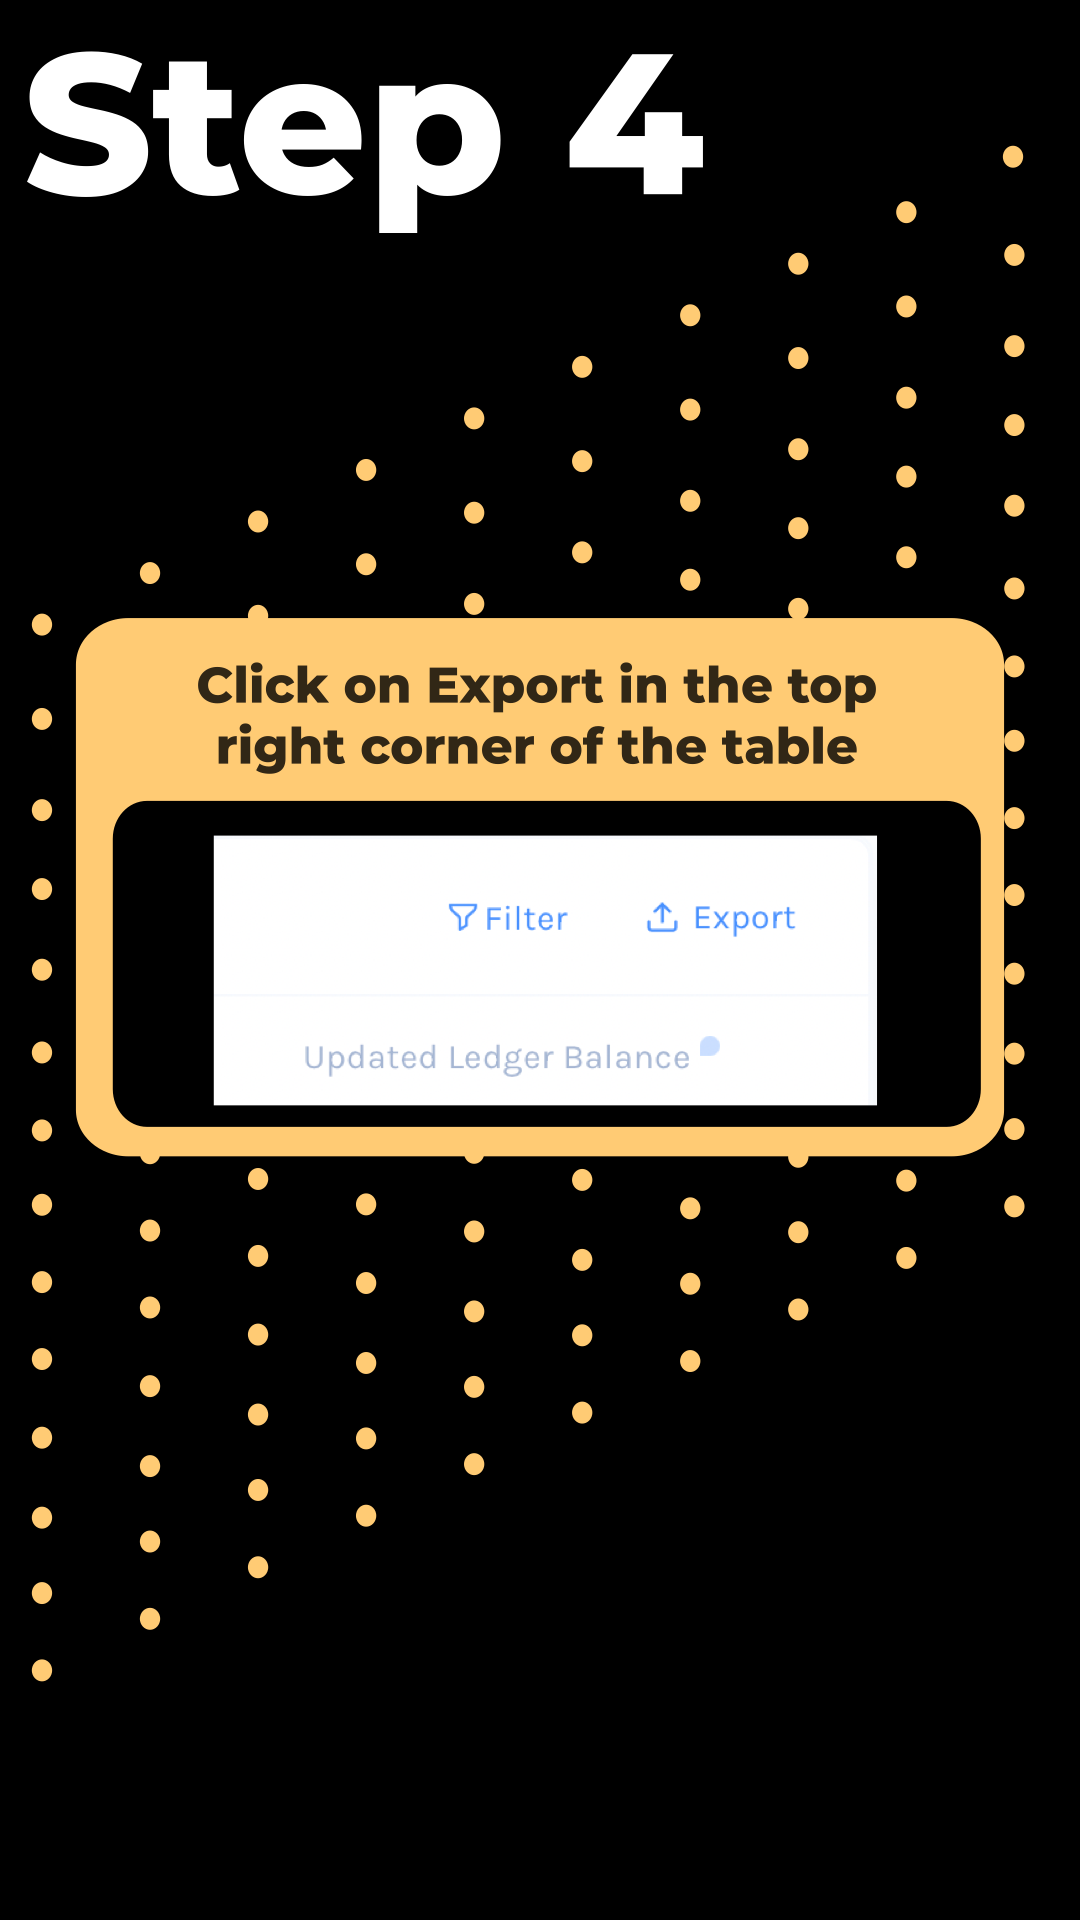 Step 4
Click on Export in the top
right corner of the table
Filter Export
Updated Ledger Balance